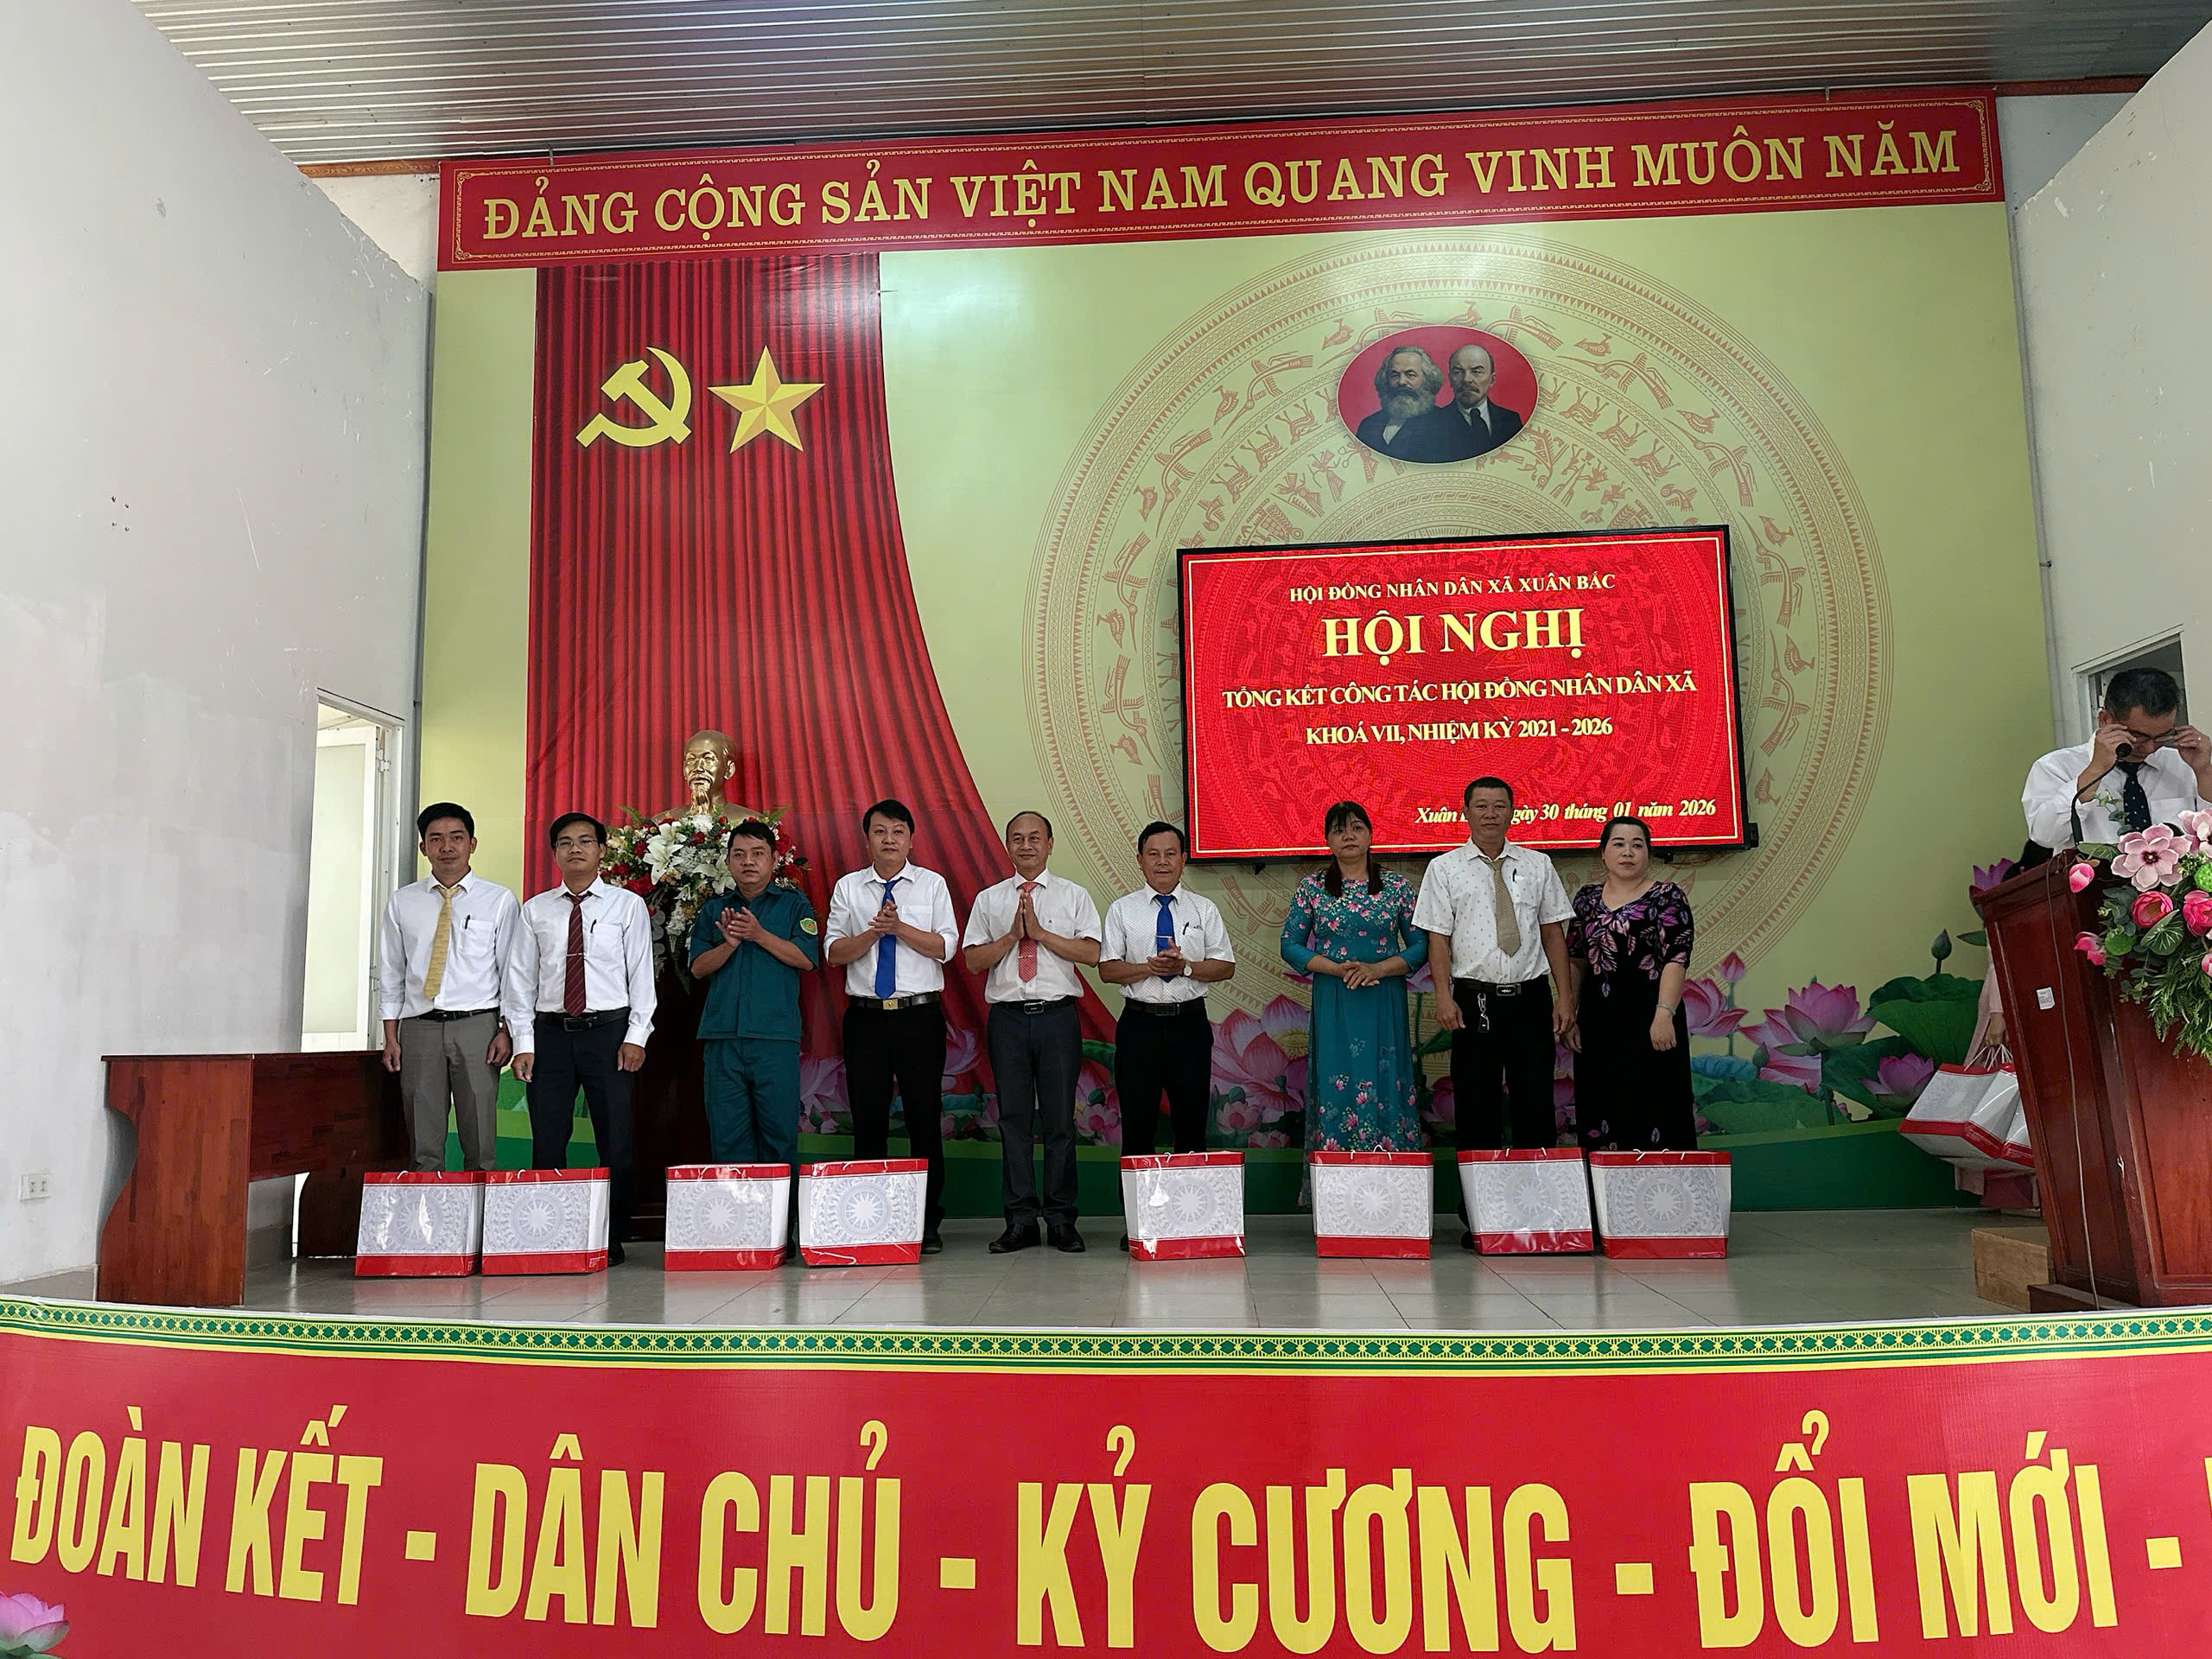 ĐẢNG CỘNG SẢN VIỆT NAM QUANG VINH MUÔN NĂM
HỘI ĐỒNG NHÂN DÂN XÃ XUÂN BẮC
HỘI NGHỊ
TỔNG KẾT CÔNG TÁC HỘI ĐỒNG NHÂN DÂN XÃ
KHOÁ VII, NHIỆM KỲ 2021 - 2026
Xuân 30 tháng 01 năm 2026
ĐOÀN KẾT - DÂN CHỦ - KỶ CƯƠNG - ĐỔI MỚI -